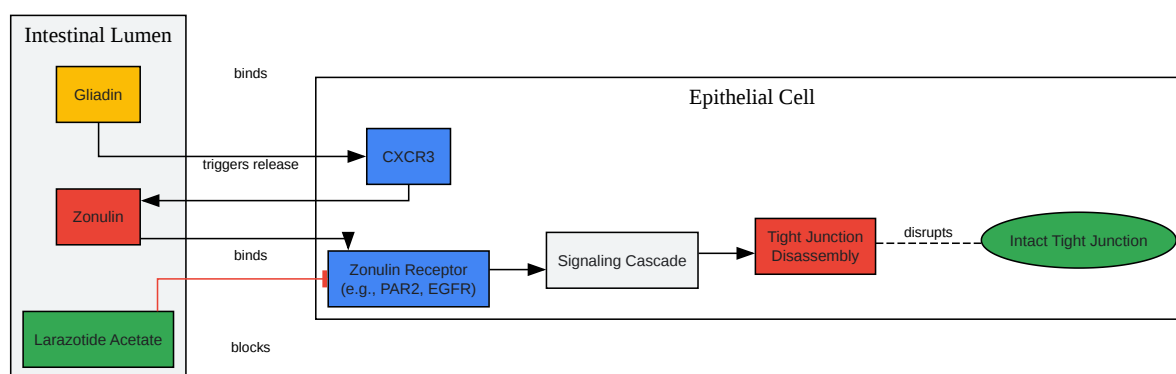 Intestinal Lumen
binds
Gliadin
Epithelial Cell
CXCR3
triggers release
Zonulin
Tight Junction
Disassembly
disrupts
Intact Tight Junction
binds
Zonulin Receptor
(e.g., PAR2, EGFR)
Signaling Cascade
Larazotide Acetate
blocks